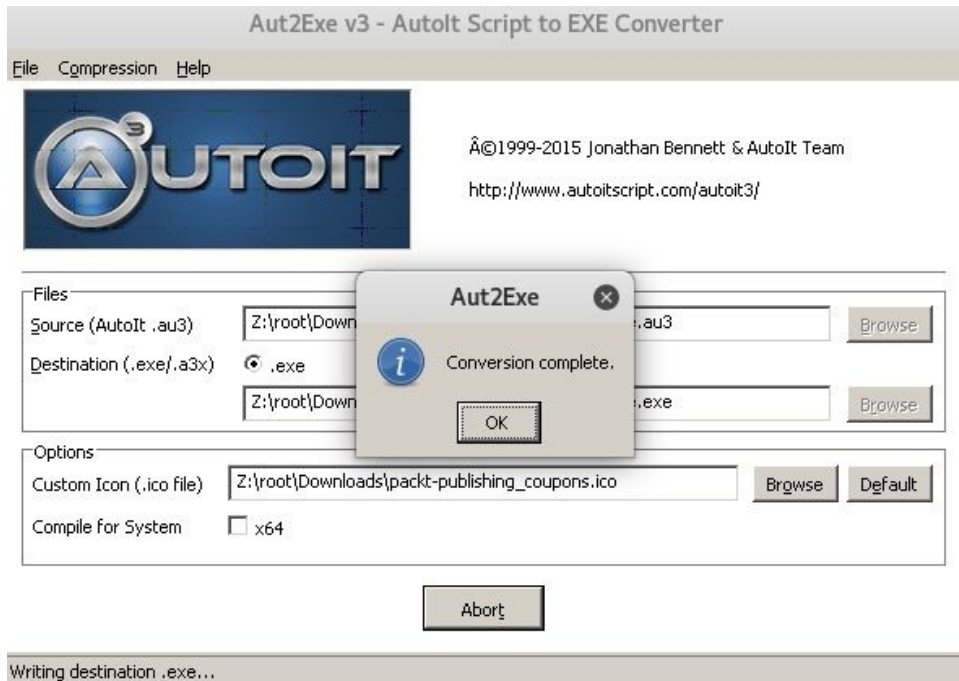 Aut2Exe v3 - AutoIt Script to EXE Converter
File Compression Help
AUTOIT 3
Â©1999-2015 Jonathan Bennett & AutoIt Team
http://www.autoitscript.com/autoit3/
Files
Aut2Exe
Source (AutoIt .au3) Z:\root\Down .au3 Browse
Destination (.exe/.a3x) .exe
Conversion complete.
Z:\root\Down .exe Browse
OK
Options
Custom Icon (.ico file) Z:\root\Downloads\packt-publishing_coupons.ico Browse Default
Compile for System x64
Abort
Writing destination .exe...